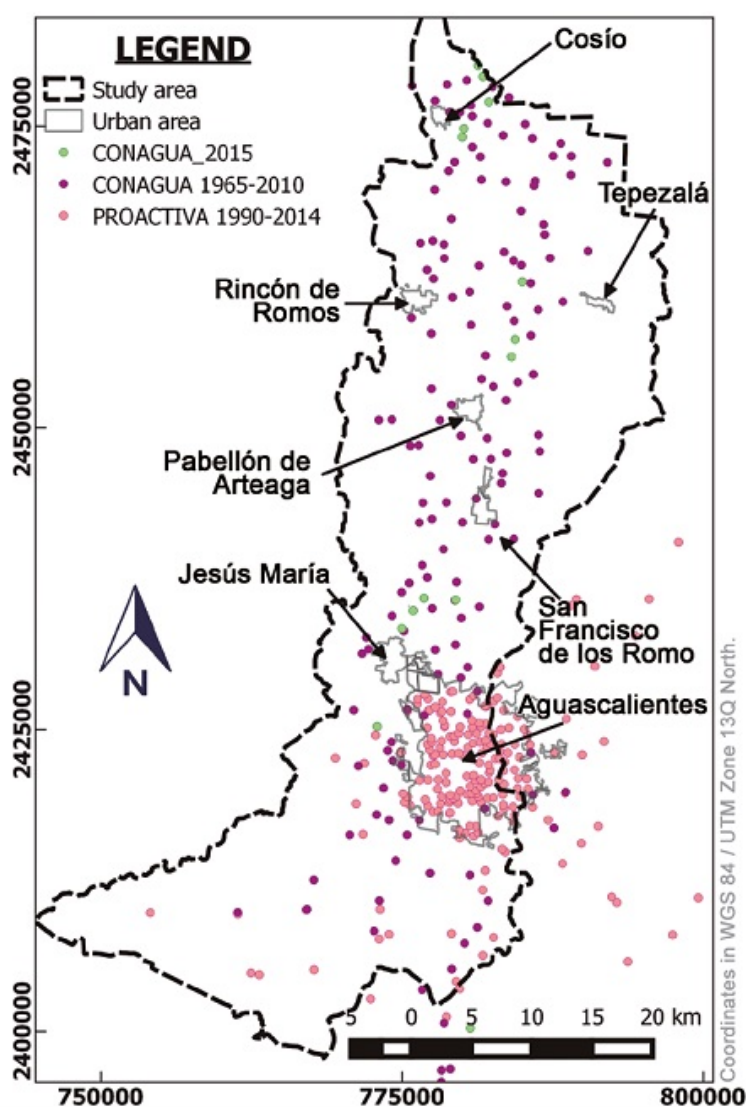 LEGEND
Study area
Urban area
CONAGUA_2015
CONAGUA 1965-2010
PROACTIVA 1990-2014
Cosío
Tepezalá
Rincón de
Romos
Pabellón de
Arteaga
Jesús María
San
Francisco
de los Romo
Aguascalientes
N
5 0 5 10 15 20 km
2475000
2450000
2425000
2400000
750000 775000 800000
Coordinates in WGS 84 / UTM Zone 13Q North.